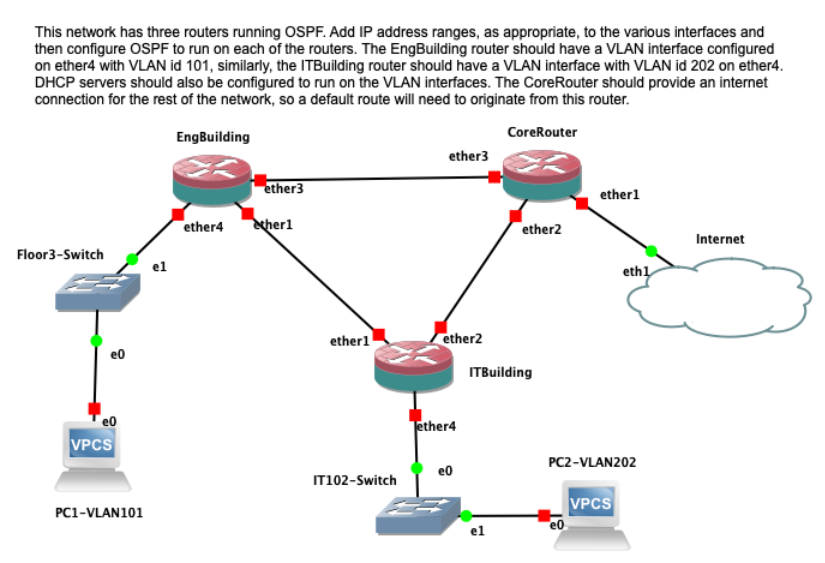 This network has three routers running OSPF. Add IP address ranges, as appropriate, to the various interfaces and
then configure OSPF to run on each of the routers. The EngBuilding router should have a VLAN interface configured
on ether4 with VLAN id 101, similarly, the ITBuilding router should have a VLAN interface with VLAN id 202 on ether4.
DHCP servers should also be configured to run on the VLAN interfaces. The CoreRouter should provide an internet
connection for the rest of the network, so a default route will need to originate from this router.
EngBuilding
CoreRouter
ether3
ether3
ether1
ether4
ether1
ether2
Internet
Floor3-Switch
e1
eth1
ether1
ether2
e0
ITBuilding
e0
VPCS
ether4
PC2-VLAN202
e0
IT102-Switch
VPCS
PC1-VLAN101
e0
e1